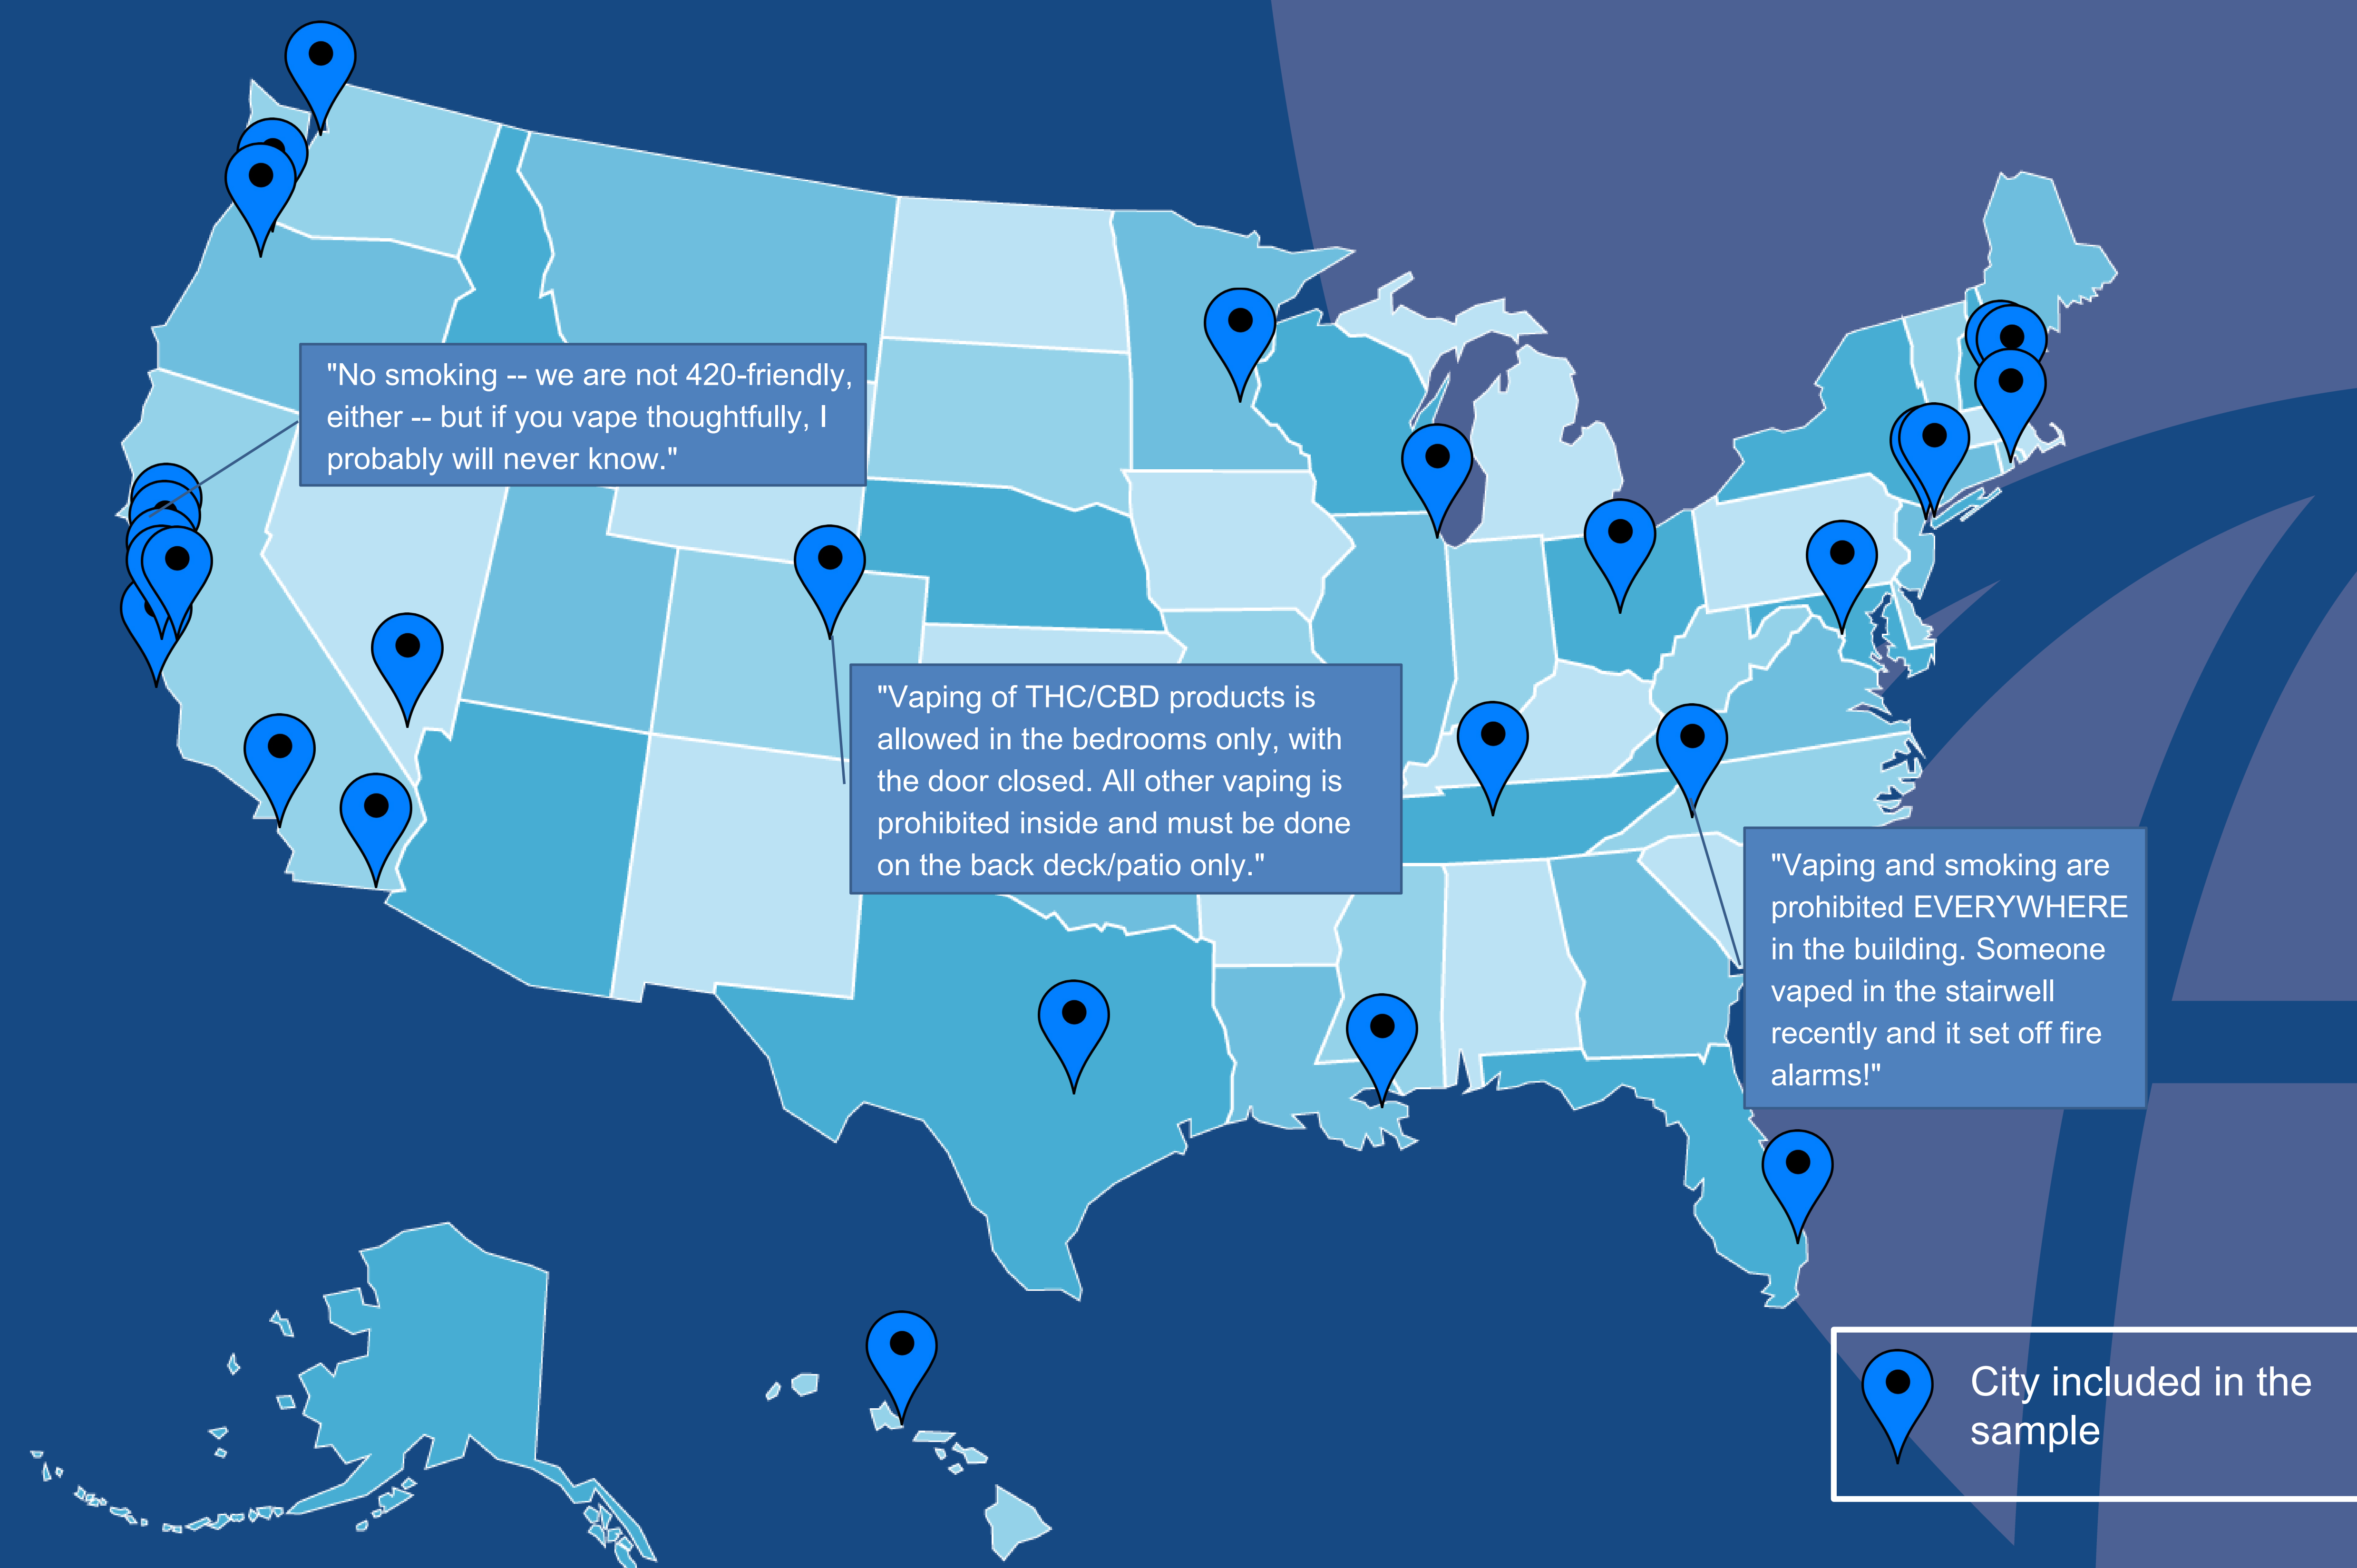 "No smoking -- we are not 420-friendly,
either -- but if you vape thoughtfully, I
probably will never know."
"Vaping of THC/CBD products is
allowed in the bedrooms only, with
the door closed. All other vaping is
prohibited inside and must be done
on the back deck/patio only."
"Vaping and smoking are
prohibited EVERYWHERE
in the building. Someone
vaped in the stairwell
recently and it set off fire
alarms!"
City included in the
sample